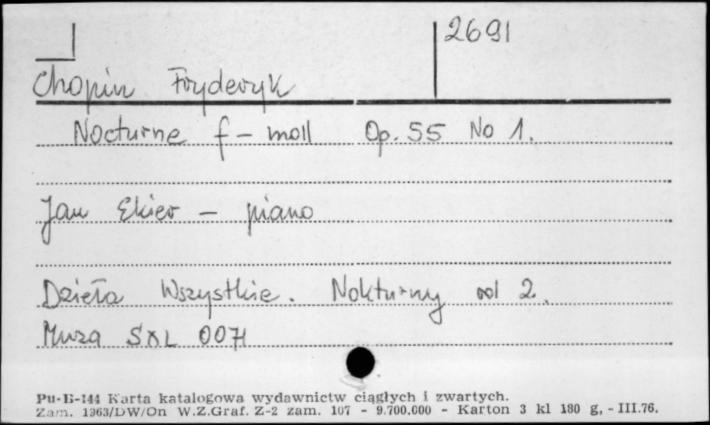 2691
Chopin Fryderyk
Nocturne f-moll Op. 55 No 1.
Jan Ekier - piano
Dzieła Wszystkie. Nokturny vol 2.
Muza SXL 0071
Pu-B-144 Karta katalogowa wydawnictw ciągłych i zwartych.
Zam. 1363/DW/On W.Z.Graf. Z-2 zam. 107 - 9.700.000 - Karton 3 kl 180 g, - III.76.